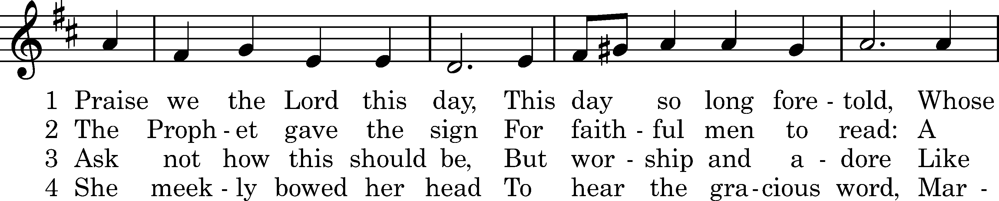 1 Praise we the Lord this day, This day so long fore - told, Whose
2 The Proph - et gave the sign For faith - ful men to read: A
3 Ask not how this should be, But wor - ship and a - dore Like
4 She meek - ly bowed her head To hear the gra - cious word, Mar -